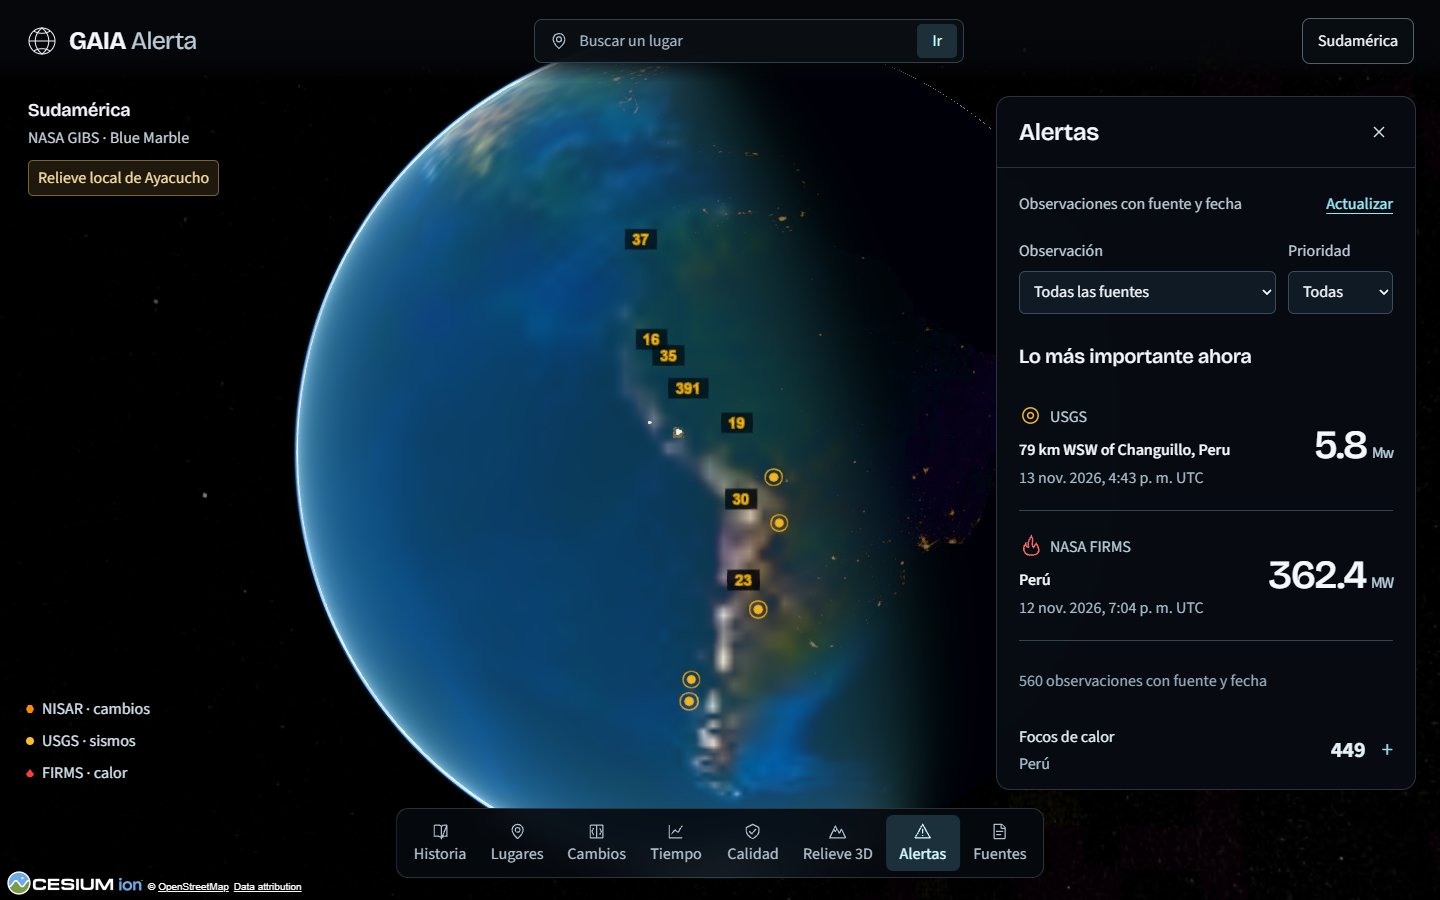 GAIA Alerta
Buscar un lugar
Ir
Sudamérica
Sudamérica
NASA GIBS · Blue Marble
Relieve local de Ayacucho
37
16
35
391
19
30
23
NISAR · cambios
USGS · sismos
FIRMS · calor
Alertas
Observaciones con fuente y fecha
Actualizar
Observación
Prioridad
Todas las fuentes
Todas
Lo más importante ahora
USGS
79 km WSW of Changuillo, Peru
5.8 Mw
13 nov. 2026, 4:43 p. m. UTC
NASA FIRMS
Perú
362.4 MW
12 nov. 2026, 7:04 p. m. UTC
560 observaciones con fuente y fecha
Focos de calor
449 +
Perú
Historia
Lugares
Cambios
Tiempo
Calidad
Relieve 3D
Alertas
Fuentes
CESIUM ion © OpenStreetMap Data attribution